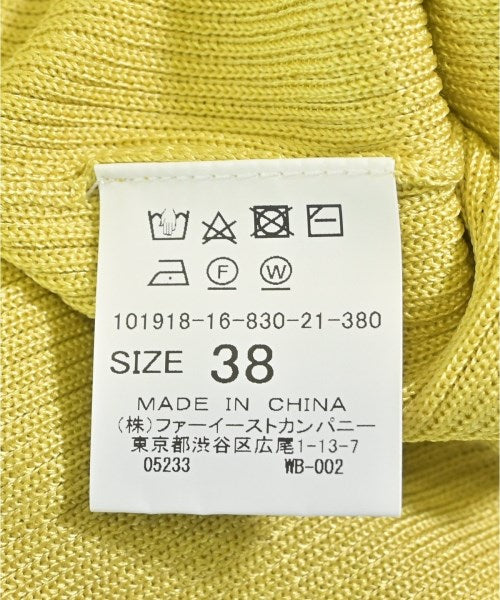 F W
101918-16-830-21-380
SIZE 38
MADE IN CHINA
(株)ファーイーストカンパニー
東京都渋谷区広尾1-13-7
05233 WB-002